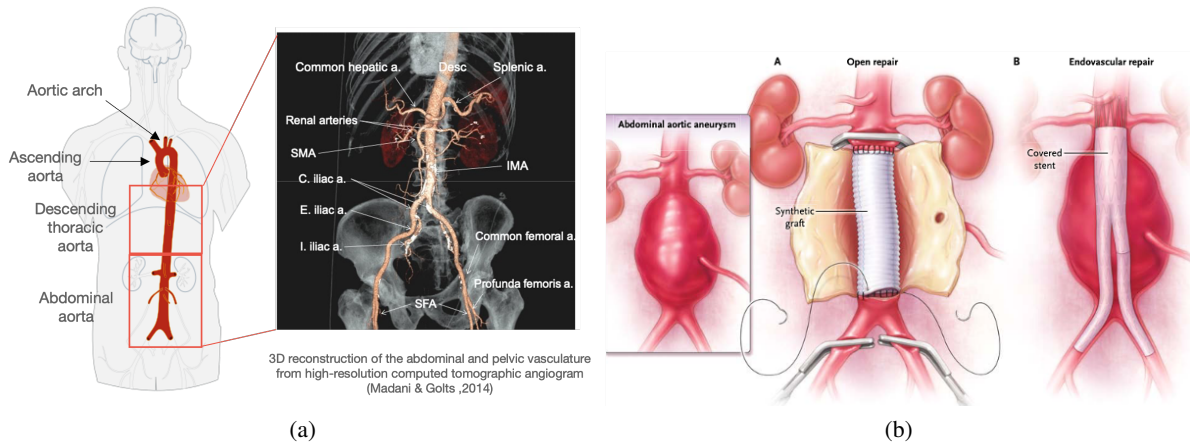 Aortic arch
Ascending
aorta
Descending
thoracic
aorta
Abdominal
aorta
Common hepatic a.
Desc
Splenic a.
Renal arteries
SMA
IMA
C. iliac a.
E. iliac a.
I. iliac a.
Common femoral a.
Profunda femoris a.
SFA
3D reconstruction of the abdominal and pelvic vasculature
from high-resolution computed tomographic angiogram
(Madani & Golts ,2014)
(a)
Abdominal aortic aneurysm
A
Open repair
Synthetic
graft
B
Endovascular repair
Covered
stent
(b)